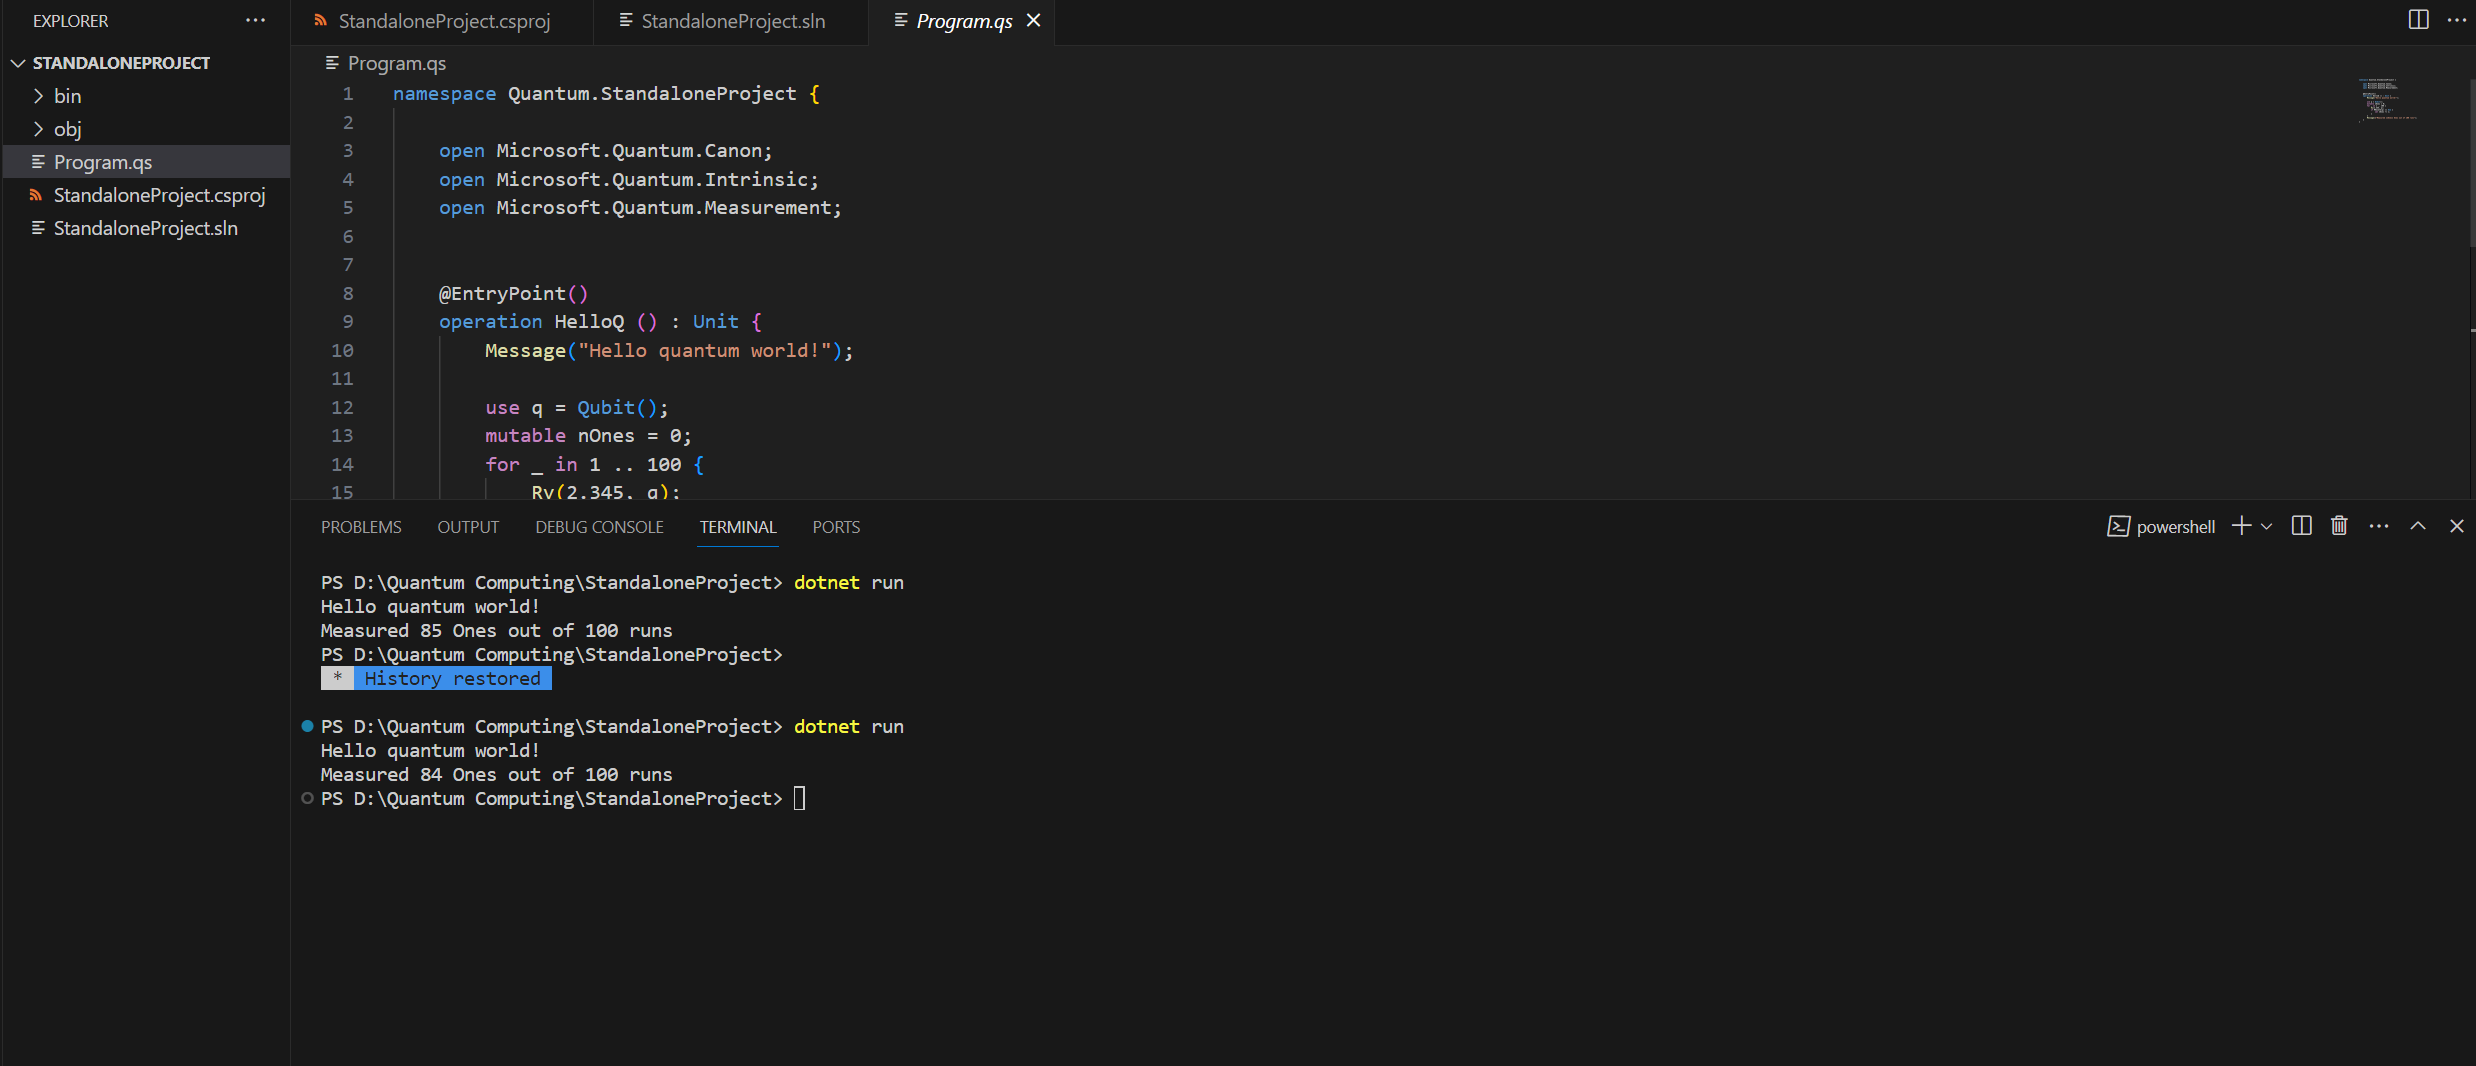 EXPLORER
STANDALONEPROJECT
bin
obj
Program.qs
StandaloneProject.csproj
StandaloneProject.sln
StandaloneProject.csproj
StandaloneProject.sln
Program.qs
Program.qs
1 namespace Quantum.StandaloneProject {
2
3 open Microsoft.Quantum.Canon;
4 open Microsoft.Quantum.Intrinsic;
5 open Microsoft.Quantum.Measurement;
6
7
8 @EntryPoint()
9 operation HelloQ () : Unit {
10 Message("Hello quantum world!");
11
12 use q = Qubit();
13 mutable nOnes = 0;
14 for _ in 1 .. 100 {
15 Ry(2.345, q);
PROBLEMS OUTPUT DEBUG CONSOLE TERMINAL PORTS
powershell
PS D:\Quantum Computing\StandaloneProject> dotnet run
Hello quantum world!
Measured 85 Ones out of 100 runs
PS D:\Quantum Computing\StandaloneProject>
* History restored
PS D:\Quantum Computing\StandaloneProject> dotnet run
Hello quantum world!
Measured 84 Ones out of 100 runs
PS D:\Quantum Computing\StandaloneProject>